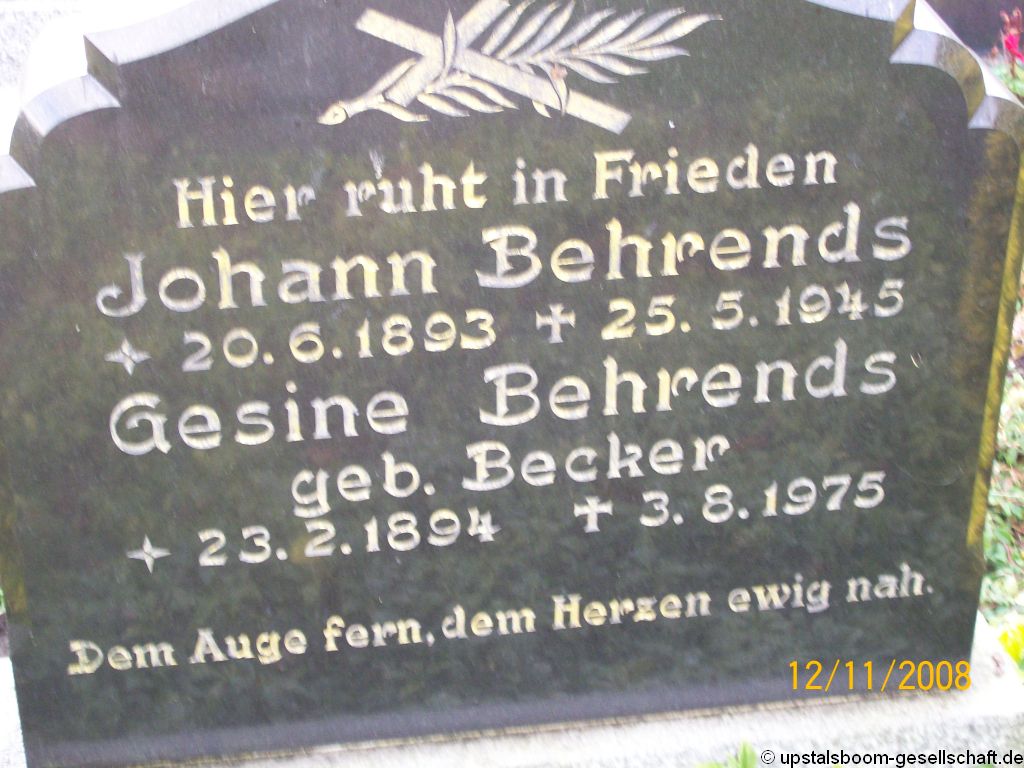 Hier ruht in Frieden
Johann Behrends
20.6.1893 ✝ 25.5.1945
Gesine Behrends
geb. Becker
23.2.1894 ✝ 3.8.1975
Dem Auge fern, dem Herzen ewig nah.
12/11/2008
© upstalsboom-gesellschaft.de